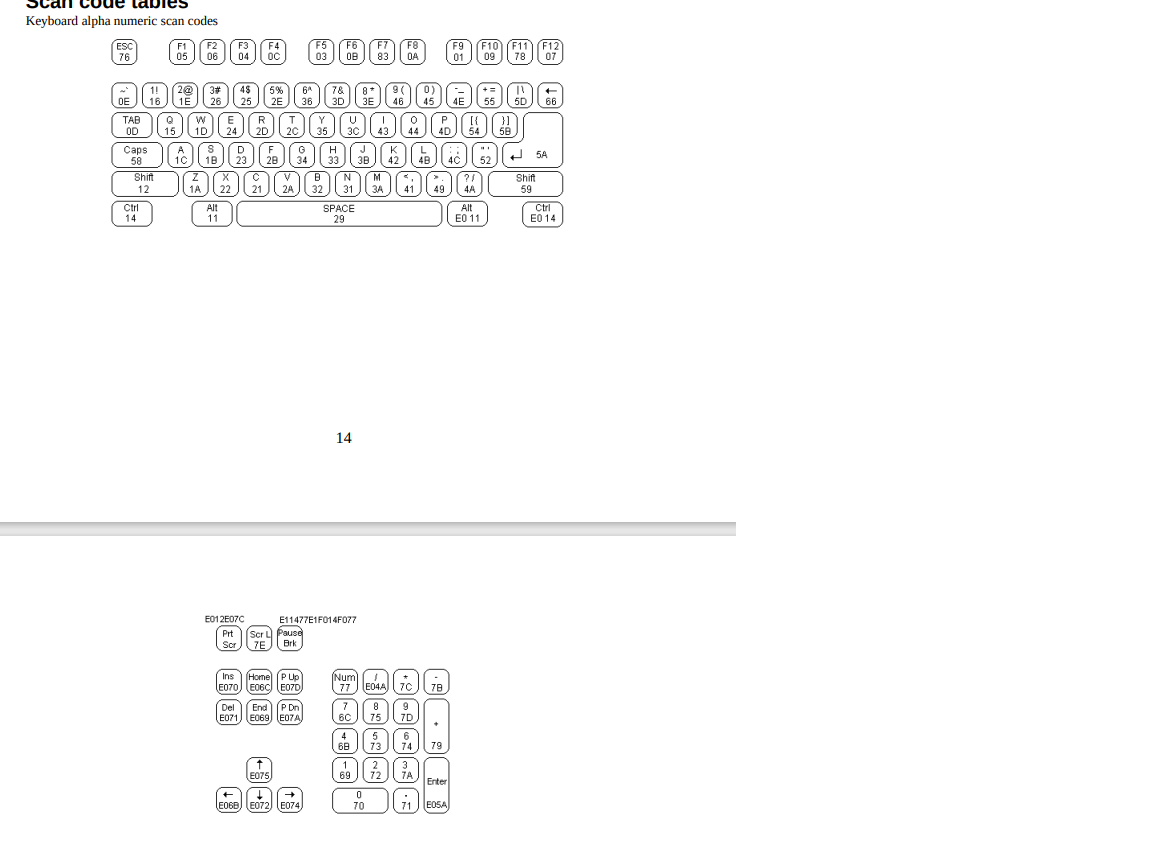 Scan code tables
Keyboard alpha numeric scan codes
ESC F1 F2 F3 F4 F5 F6 F7 F8 F9 F10 F11 F12
76 05 06 04 0C 03 0B 83 0A 01 09 78 07
~` 1! 2@ 3# 4$ 5% 6^ 7& 8* 9( 0) -_ += |\ ←
0E 16 1E 26 25 2E 36 3D 3E 46 45 4E 55 5D 66
TAB Q W E R T Y U I O P [{ }]
0D 15 1D 24 2D 2C 35 3C 43 44 4D 54 5B
Caps A S D F G H J K L :; "' ↵ 5A
58 1C 1B 23 2B 34 33 3B 42 4B 4C 52
Shift Z X C V B N M <, >. ?/ Shift
12 1A 22 21 2A 32 31 3A 41 49 4A 59
Ctrl Alt SPACE Alt Ctrl
14 11 29 E0 11 E0 14
14
E012E07C E11477E1F014F077
Prt Scr L Pause
Scr 7E Brk
Ins Home P Up Num / * -
E070 E06C E07D 77 E04A 7C 7B
Del End P Dn 7 8 9
E071 E069 E07A 6C 75 7D
+
4 5 6
6B 73 74 79
↑ 1 2 3
E075 69 72 7A
Enter
← ↓ → 0 .
E06B E072 E074 70 71 E05A